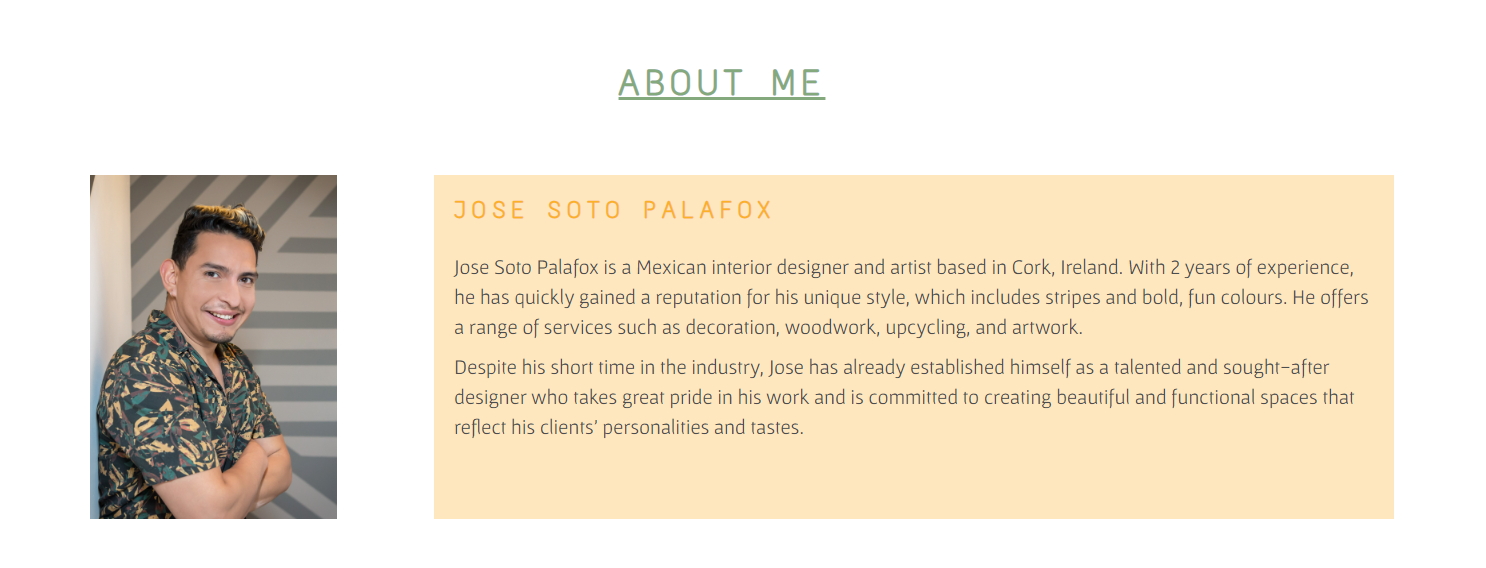 ABOUT ME
JOSE SOTO PALAFOX
Jose Soto Palafox is a Mexican interior designer and artist based in Cork, Ireland. With 2 years of experience,
he has quickly gained a reputation for his unique style, which includes stripes and bold, fun colours. He offers
a range of services such as decoration, woodwork, upcycling, and artwork.
Despite his short time in the industry, Jose has already established himself as a talented and sought-after
designer who takes great pride in his work and is committed to creating beautiful and functional spaces that
reflect his clients' personalities and tastes.